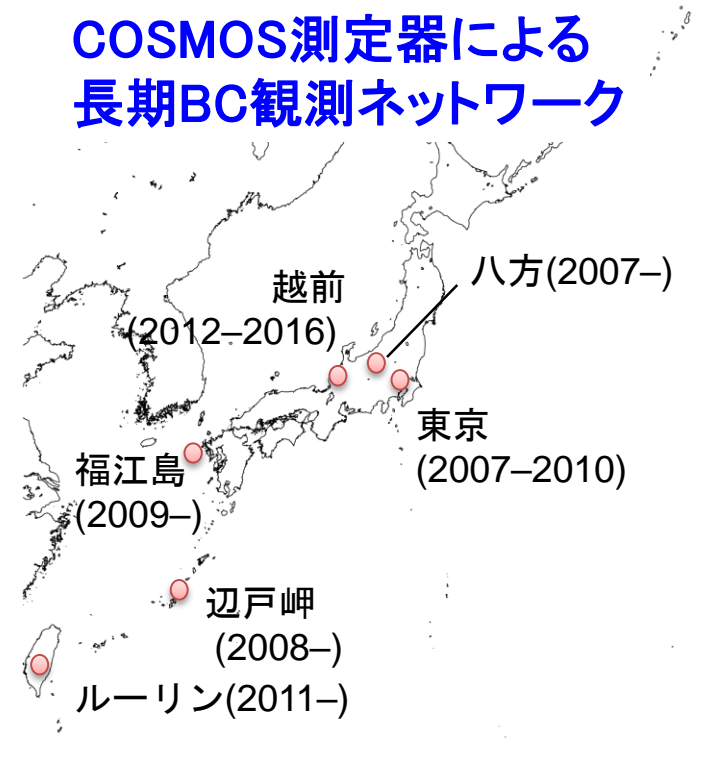 COSMOS測定器による
長期BC観測ネットワーク
八方(2007–)
越前
(2012–2016)
東京
(2007–2010)
福江島
(2009–)
辺戸岬
(2008–)
ルーリン(2011–)